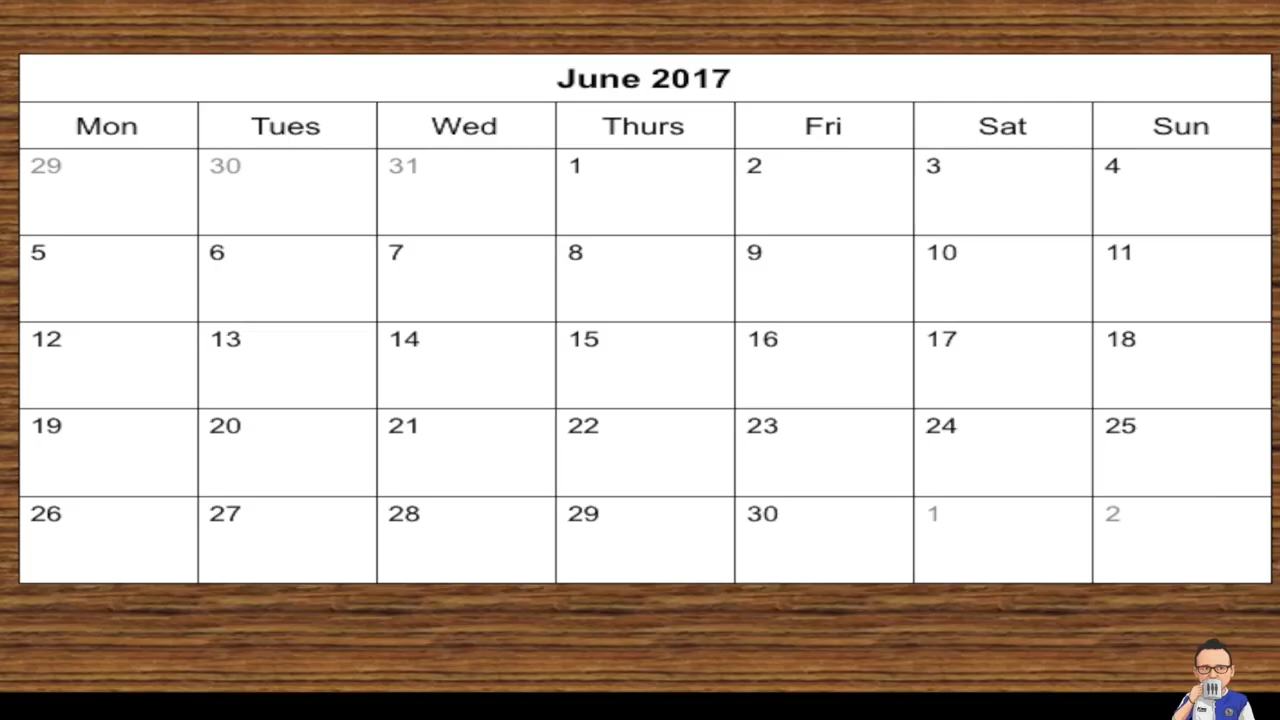 June 2017
Mon Tues Wed Thurs Fri Sat Sun
29 30 31 1 2 3 4
5 6 7 8 9 10 11
12 13 14 15 16 17 18
19 20 21 22 23 24 25
26 27 28 29 30 1 2